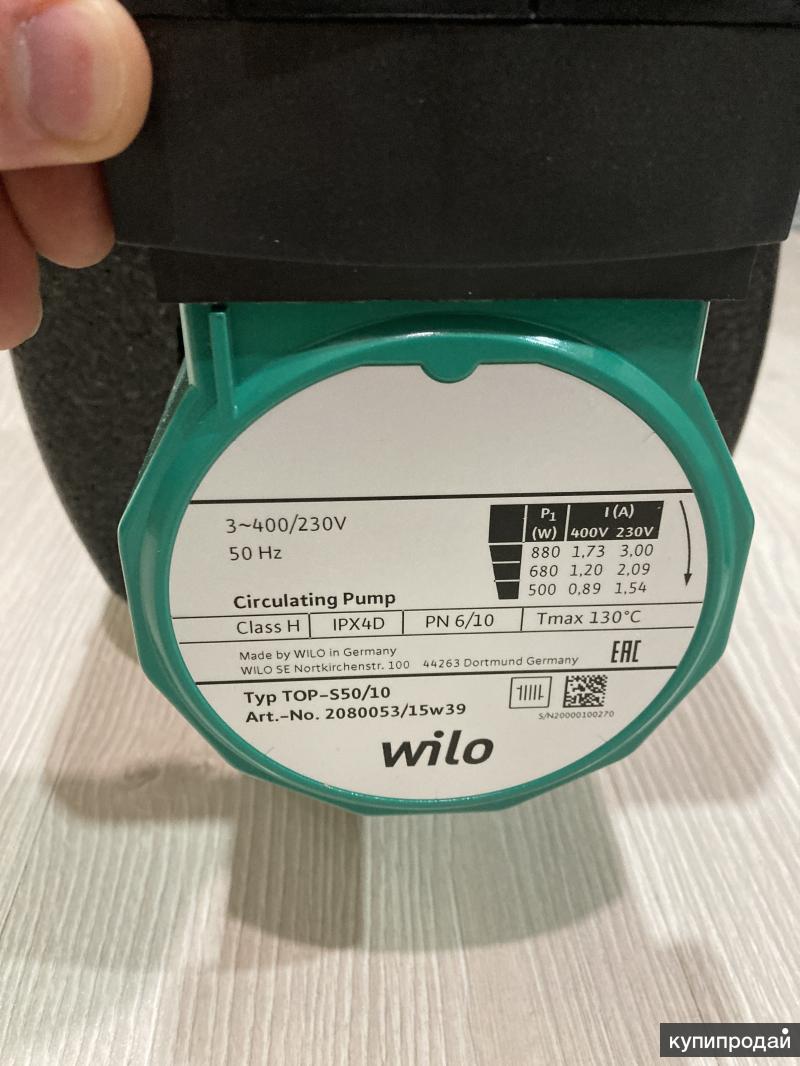 3~400/230V
50 Hz
P1 I (A)
(W) 400V 230V
880 1,73 3,00
680 1,20 2,09
500 0,89 1,54
Circulating Pump
Class H IPX4D PN 6/10 Tmax 130°C
Made by WILO in Germany
WILO SE Nortkirchenstr. 100 44263 Dortmund Germany
EAC
Typ TOP-S50/10
Art.-No. 2080053/15w39
S/N20000100270
wilo
купипродай